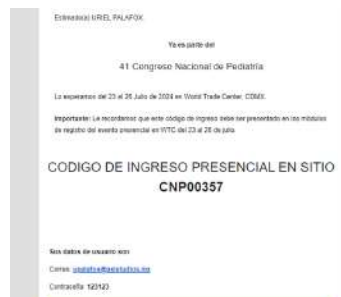 Estimado(a) URIEL PALAFOX:
Ya es parte del
41 Congreso Nacional de Pediatría
Lo esperamos del 23 al 26 Julio de 2024 en World Trade Center, CDMX.
Importante: Le recordamos que este código de ingreso debe ser presentado en los módulos
de registro del evento presencial en WTC del 23 al 26 de julio.
CODIGO DE INGRESO PRESENCIAL EN SITIO
CNP00357
Sus datos de usuario son
Correo:
Contraseña: 123123